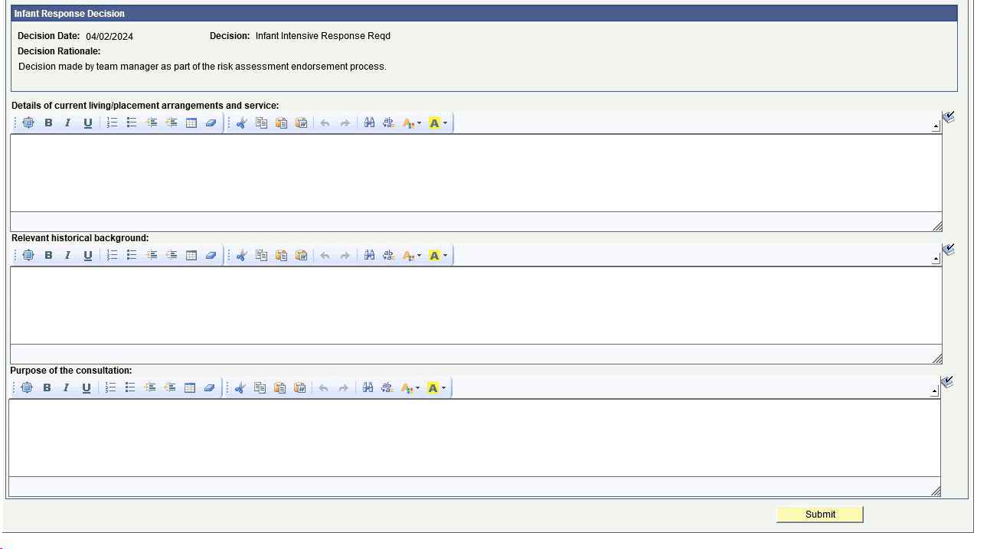 Infant Response Decision
Decision Date: 04/02/2024 Decision: Infant Intensive Response Reqd
Decision Rationale:
Decision made by team manager as part of the risk assessment endorsement process.
Details of current living/placement arrangements and service:
Relevant historical background:
Purpose of the consultation:
Submit